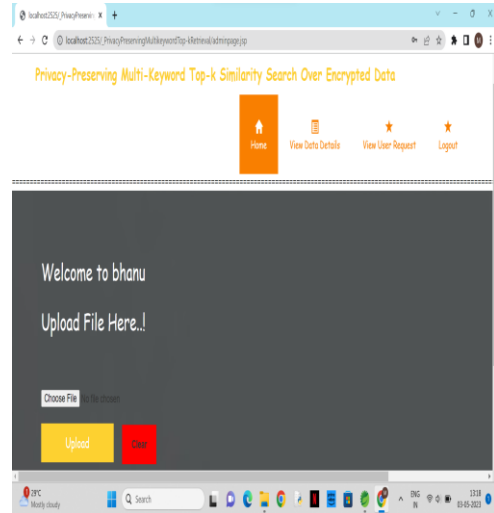 localhost:2525/_PrivacyPreservin
localhost:2525/_PrivacyPreservingMultikeywordTop-kRetrieval/adminpage.jsp
Privacy-Preserving Multi-Keyword Top-k Similarity Search Over Encrypted Data
Home View Data Details View User Request Logout
Welcome to bhanu
Upload File Here..!
Choose File No file chosen
Upload Clear
29°C
Mostly cloudy
Search
ENG
IN
13:18
03-05-2023